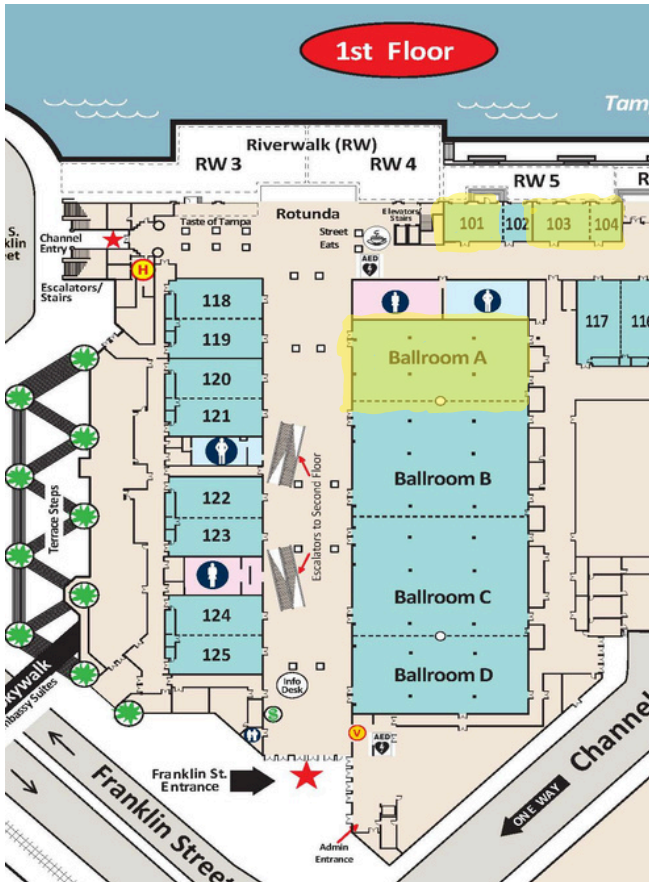 1st Floor
Tam
Riverwalk (RW)
RW 3
RW 4
RW 5
R
S.
klin
eet
Channel
Entry
Taste of Tampa
Rotunda
Street
Eats
Elevators/
Stairs
101
102
103
104
H
AED
Escalators/
Stairs
118
119
120
121
122
123
124
125
117
116
Ballroom A
Ballroom B
Ballroom C
Ballroom D
Escalators to Second Floor
Terrace Steps
kywalk
mbassy Suites
Info
Desk
$
V
AED
Franklin St.
Entrance
Franklin Street
Channel
ONE WAY
Admin
Entrance